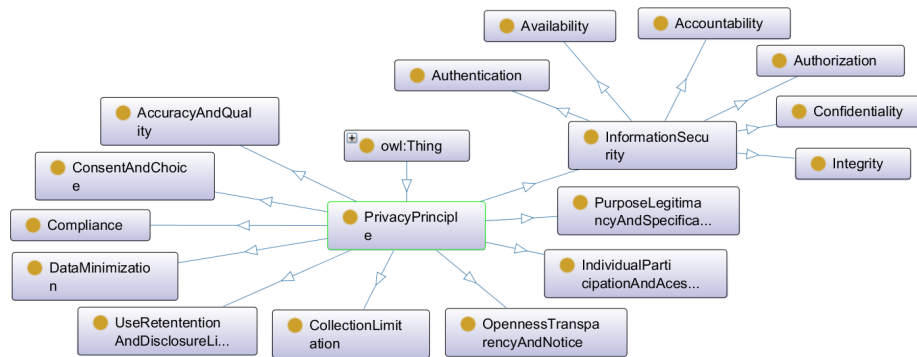 Availability
Accountability
Authentication
Authorization
AccuracyAndQual
ity
Confidentiality
owl:Thing
InformationSecu
rity
ConsentAndChoic
e
Integrity
PurposeLegitima
ncyAndSpecifica...
PrivacyPrincipl
e
Compliance
DataMinimizatio
n
IndividualParti
cipationAndAces...
UseRetentention
AndDisclosureLi...
CollectionLimit
ation
OpennessTranspa
rencyAndNotice